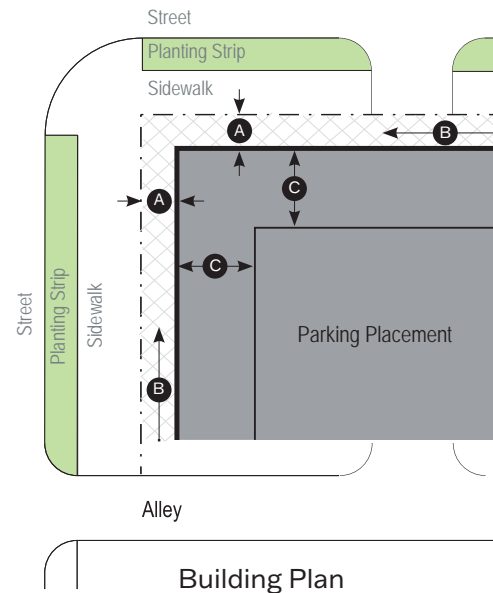 Street
Planting Strip
Sidewalk
A
B
C
A
C
Street
Planting Strip
Sidewalk
Parking Placement
B
Alley
Building Plan